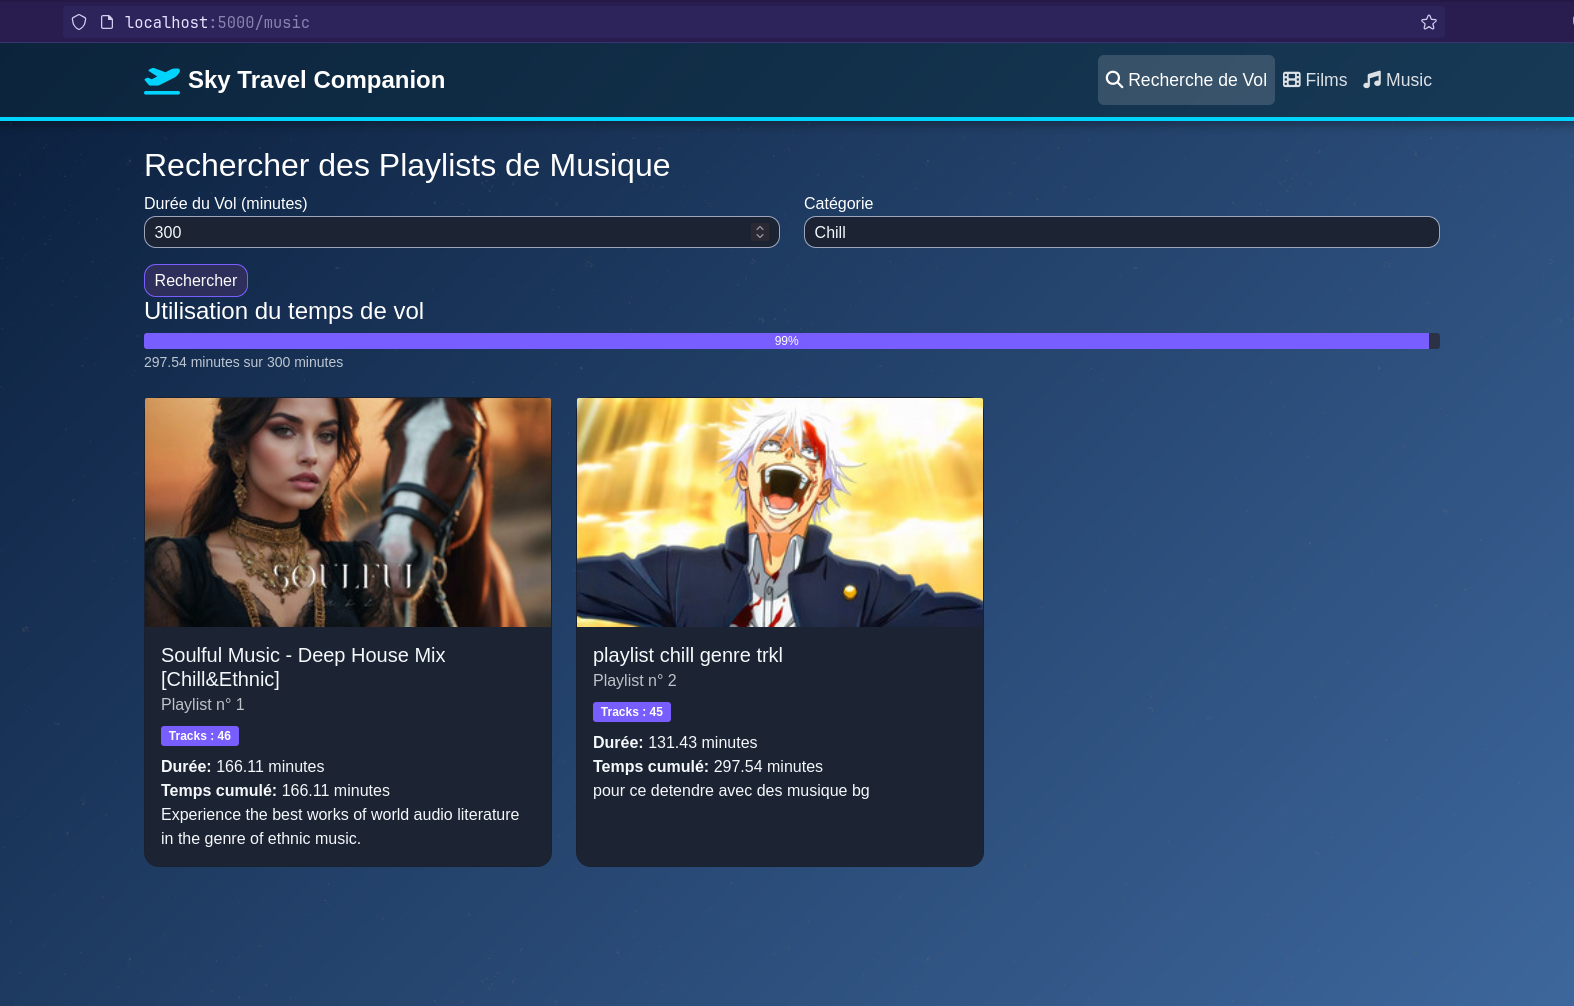 localhost:5000/music
Sky Travel Companion
Recherche de Vol
Films
Music
Rechercher des Playlists de Musique
Durée du Vol (minutes)
Catégorie
300
Chill
Rechercher
Utilisation du temps de vol
99%
297.54 minutes sur 300 minutes
SOULFUL
Soulful Music - Deep House Mix
[Chill&Ethnic]
Playlist n° 1
Tracks : 46
Durée: 166.11 minutes
Temps cumulé: 166.11 minutes
Experience the best works of world audio literature
in the genre of ethnic music.
playlist chill genre trkl
Playlist n° 2
Tracks : 45
Durée: 131.43 minutes
Temps cumulé: 297.54 minutes
pour ce detendre avec des musique bg